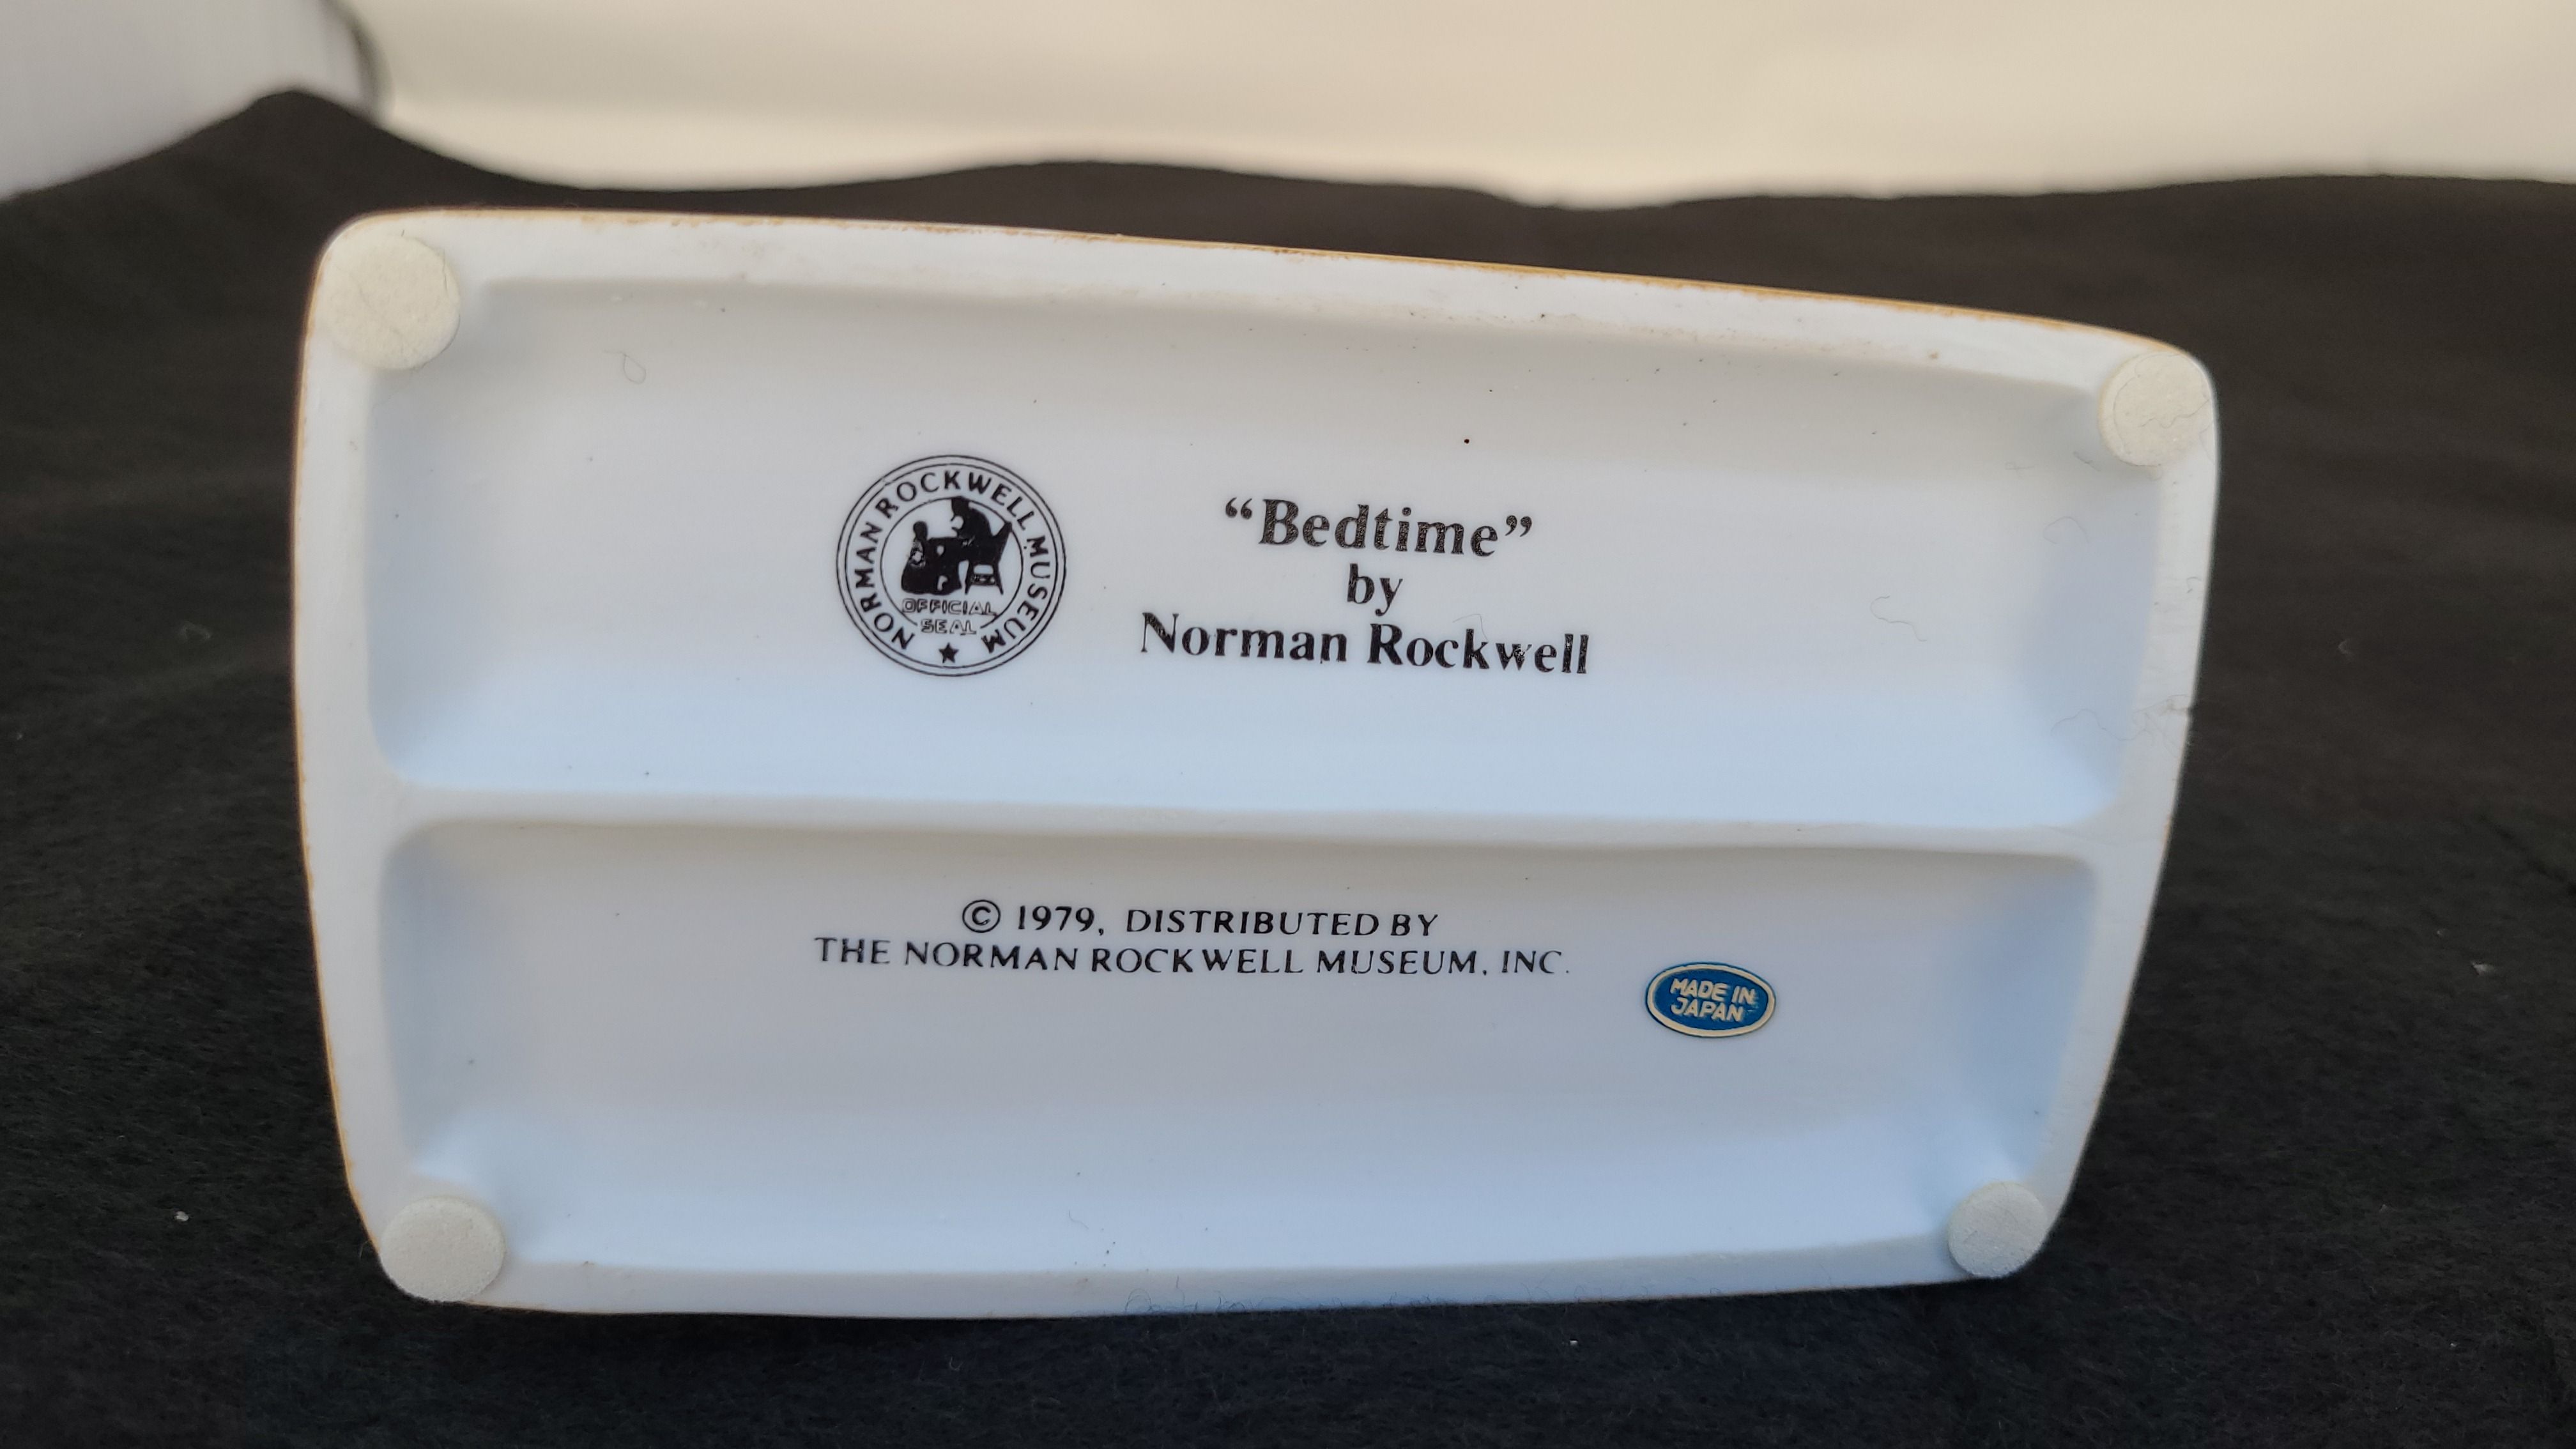 NORMAN ROCKWELL MUSEUM
OFFICIAL
SEAL
“Bedtime”
by
Norman Rockwell
© 1979, DISTRIBUTED BY
THE NORMAN ROCKWELL MUSEUM, INC.
MADE IN
JAPAN